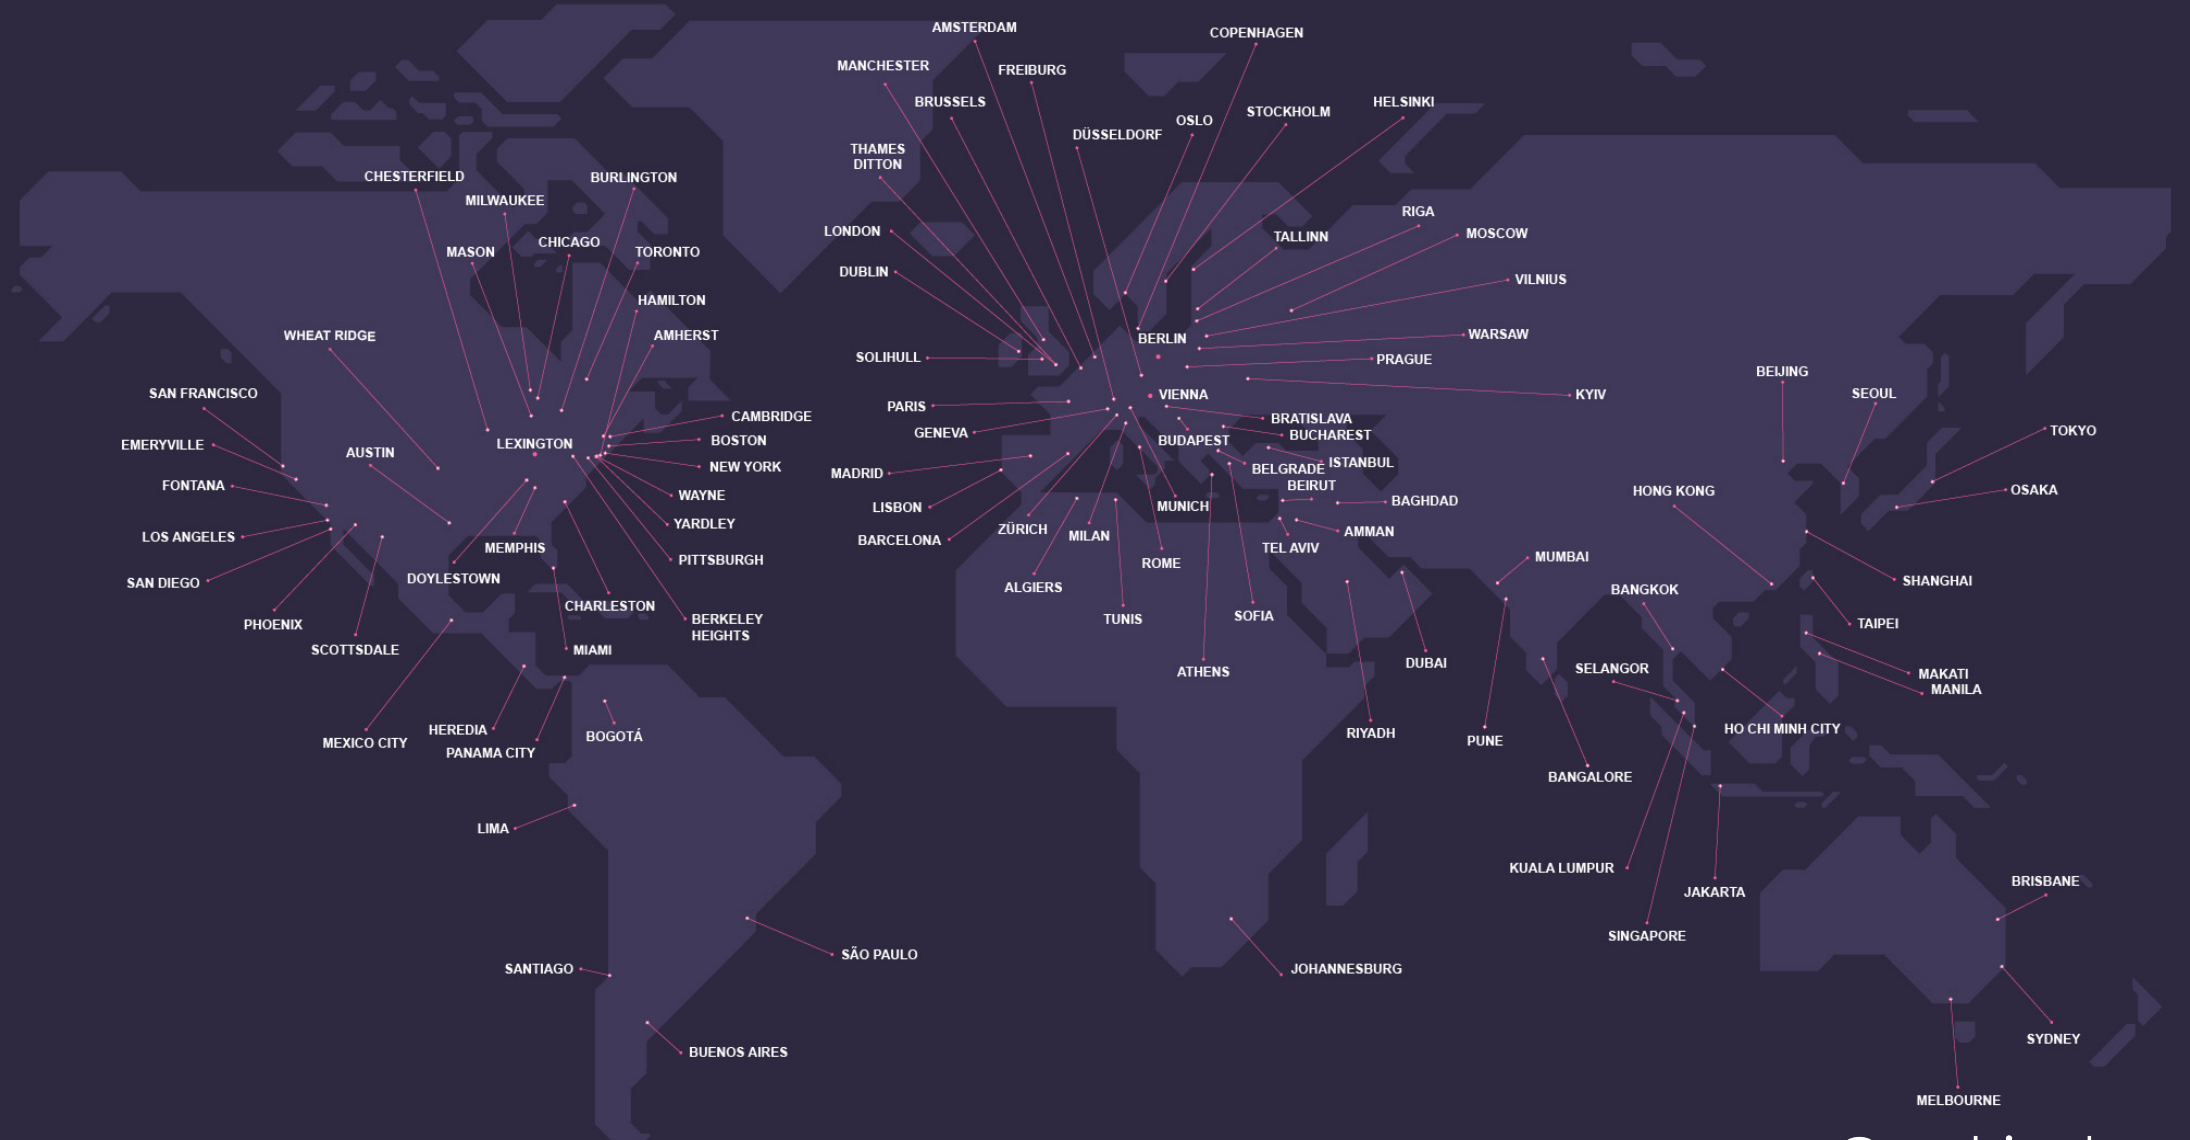 AMSTERDAM
COPENHAGEN
MANCHESTER
FREIBURG
BRUSSELS
HELSINKI
STOCKHOLM
OSLO
DÜSSELDORF
THAMES
DITTON
CHESTERFIELD
BURLINGTON
MILWAUKEE
RIGA
LONDON
MOSCOW
TALLINN
CHICAGO
MASON
TORONTO
DUBLIN
VILNIUS
HAMILTON
WHEAT RIDGE
AMHERST
WARSAW
BERLIN
SOLIHULL
PRAGUE
BEIJING
SAN FRANCISCO
SEOUL
VIENNA
KYIV
PARIS
CAMBRIDGE
BRATISLAVA
TOKYO
GENEVA
BUCHAREST
BOSTON
BUDAPEST
LEXINGTON
EMERYVILLE
AUSTIN
ISTANBUL
NEW YORK
BELGRADE
MADRID
FONTANA
BEIRUT
OSAKA
HONG KONG
WAYNE
BAGHDAD
MUNICH
LISBON
YARDLEY
ZÜRICH
AMMAN
MILAN
LOS ANGELES
BARCELONA
MEMPHIS
TEL AVIV
MUMBAI
PITTSBURGH
ROME
DOYLESTOWN
SHANGHAI
SAN DIEGO
ALGIERS
BANGKOK
CHARLESTON
SOFIA
BERKELEY
HEIGHTS
TUNIS
TAIPEI
PHOENIX
SCOTTSDALE
MIAMI
DUBAI
SELANGOR
ATHENS
MAKATI
MANILA
HEREDIA
HO CHI MINH CITY
RIYADH
BOGOTÁ
PUNE
MEXICO CITY
PANAMA CITY
BANGALORE
LIMA
KUALA LUMPUR
BRISBANE
JAKARTA
SINGAPORE
SÃO PAULO
SANTIAGO
JOHANNESBURG
SYDNEY
BUENOS AIRES
MELBOURNE